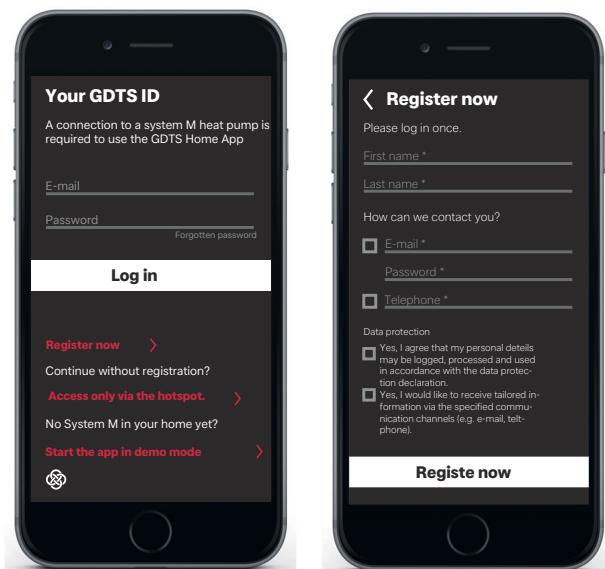 Your GDTS ID
A connection to a system M heat pump is
required to use the GDTS Home App
E-mail
Password
Forgotten password
Log in
Register now
Continue without registration?
Access only via the hotspot.
No System M in your home yet?
Start the app in demo mode
Register now
Please log in once.
First name *
Last name *
How can we contact you?
E-mail *
Password *
Telephone *
Data protection
Yes, I agree that my personal deteils
may be logged, processed and used
in accordance with the data protec-
tion declaration.
Yes, I would like to receive tailored in-
formation via the specified commu-
nication channels (e.g. e-mail, telt-
phone).
Registe now